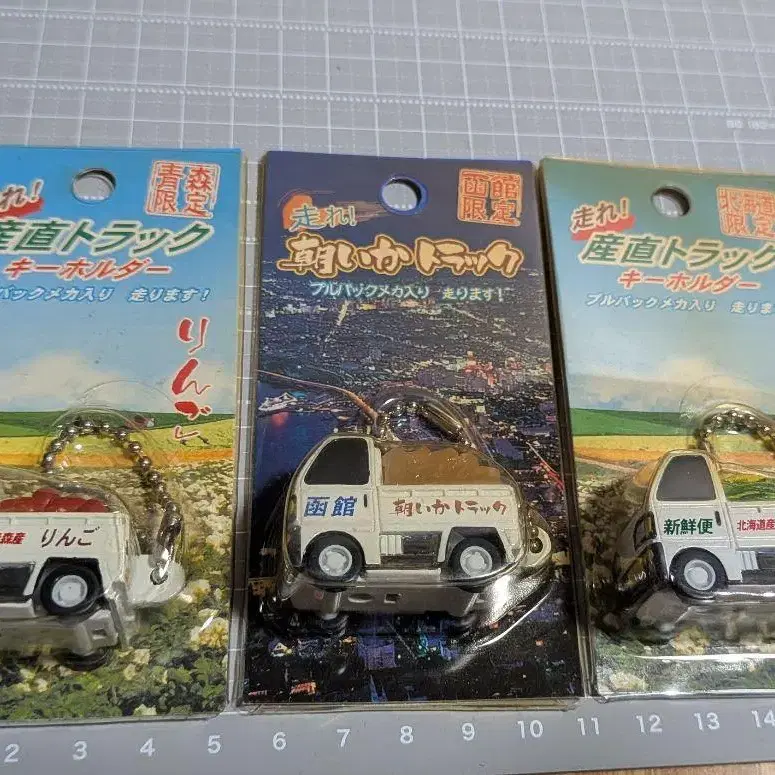 青森
限定
れ！
産直トラック
キーホルダー
バックメカ入り 走ります！
りんご
森産 りんご
函館
限定
走れ！
朝いかトラック
プルバックメカ入り 走ります！
函館
朝いかトラック
北海道
限定
走れ！
産直トラック
キーホルダー
プルバックメカ入り 走りま
新鮮便
北海道産
2 3 4 5 6 7 8 9 10 11 12 13 14